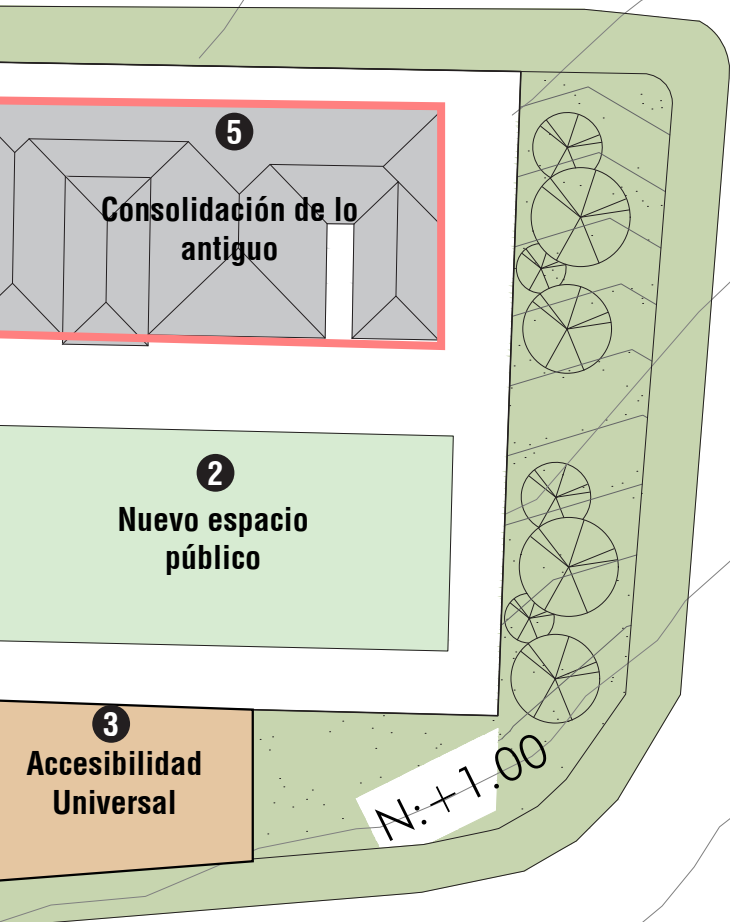 5
Consolidación de lo
antiguo
2
Nuevo espacio
público
3
Accesibilidad
Universal
N:+1.00